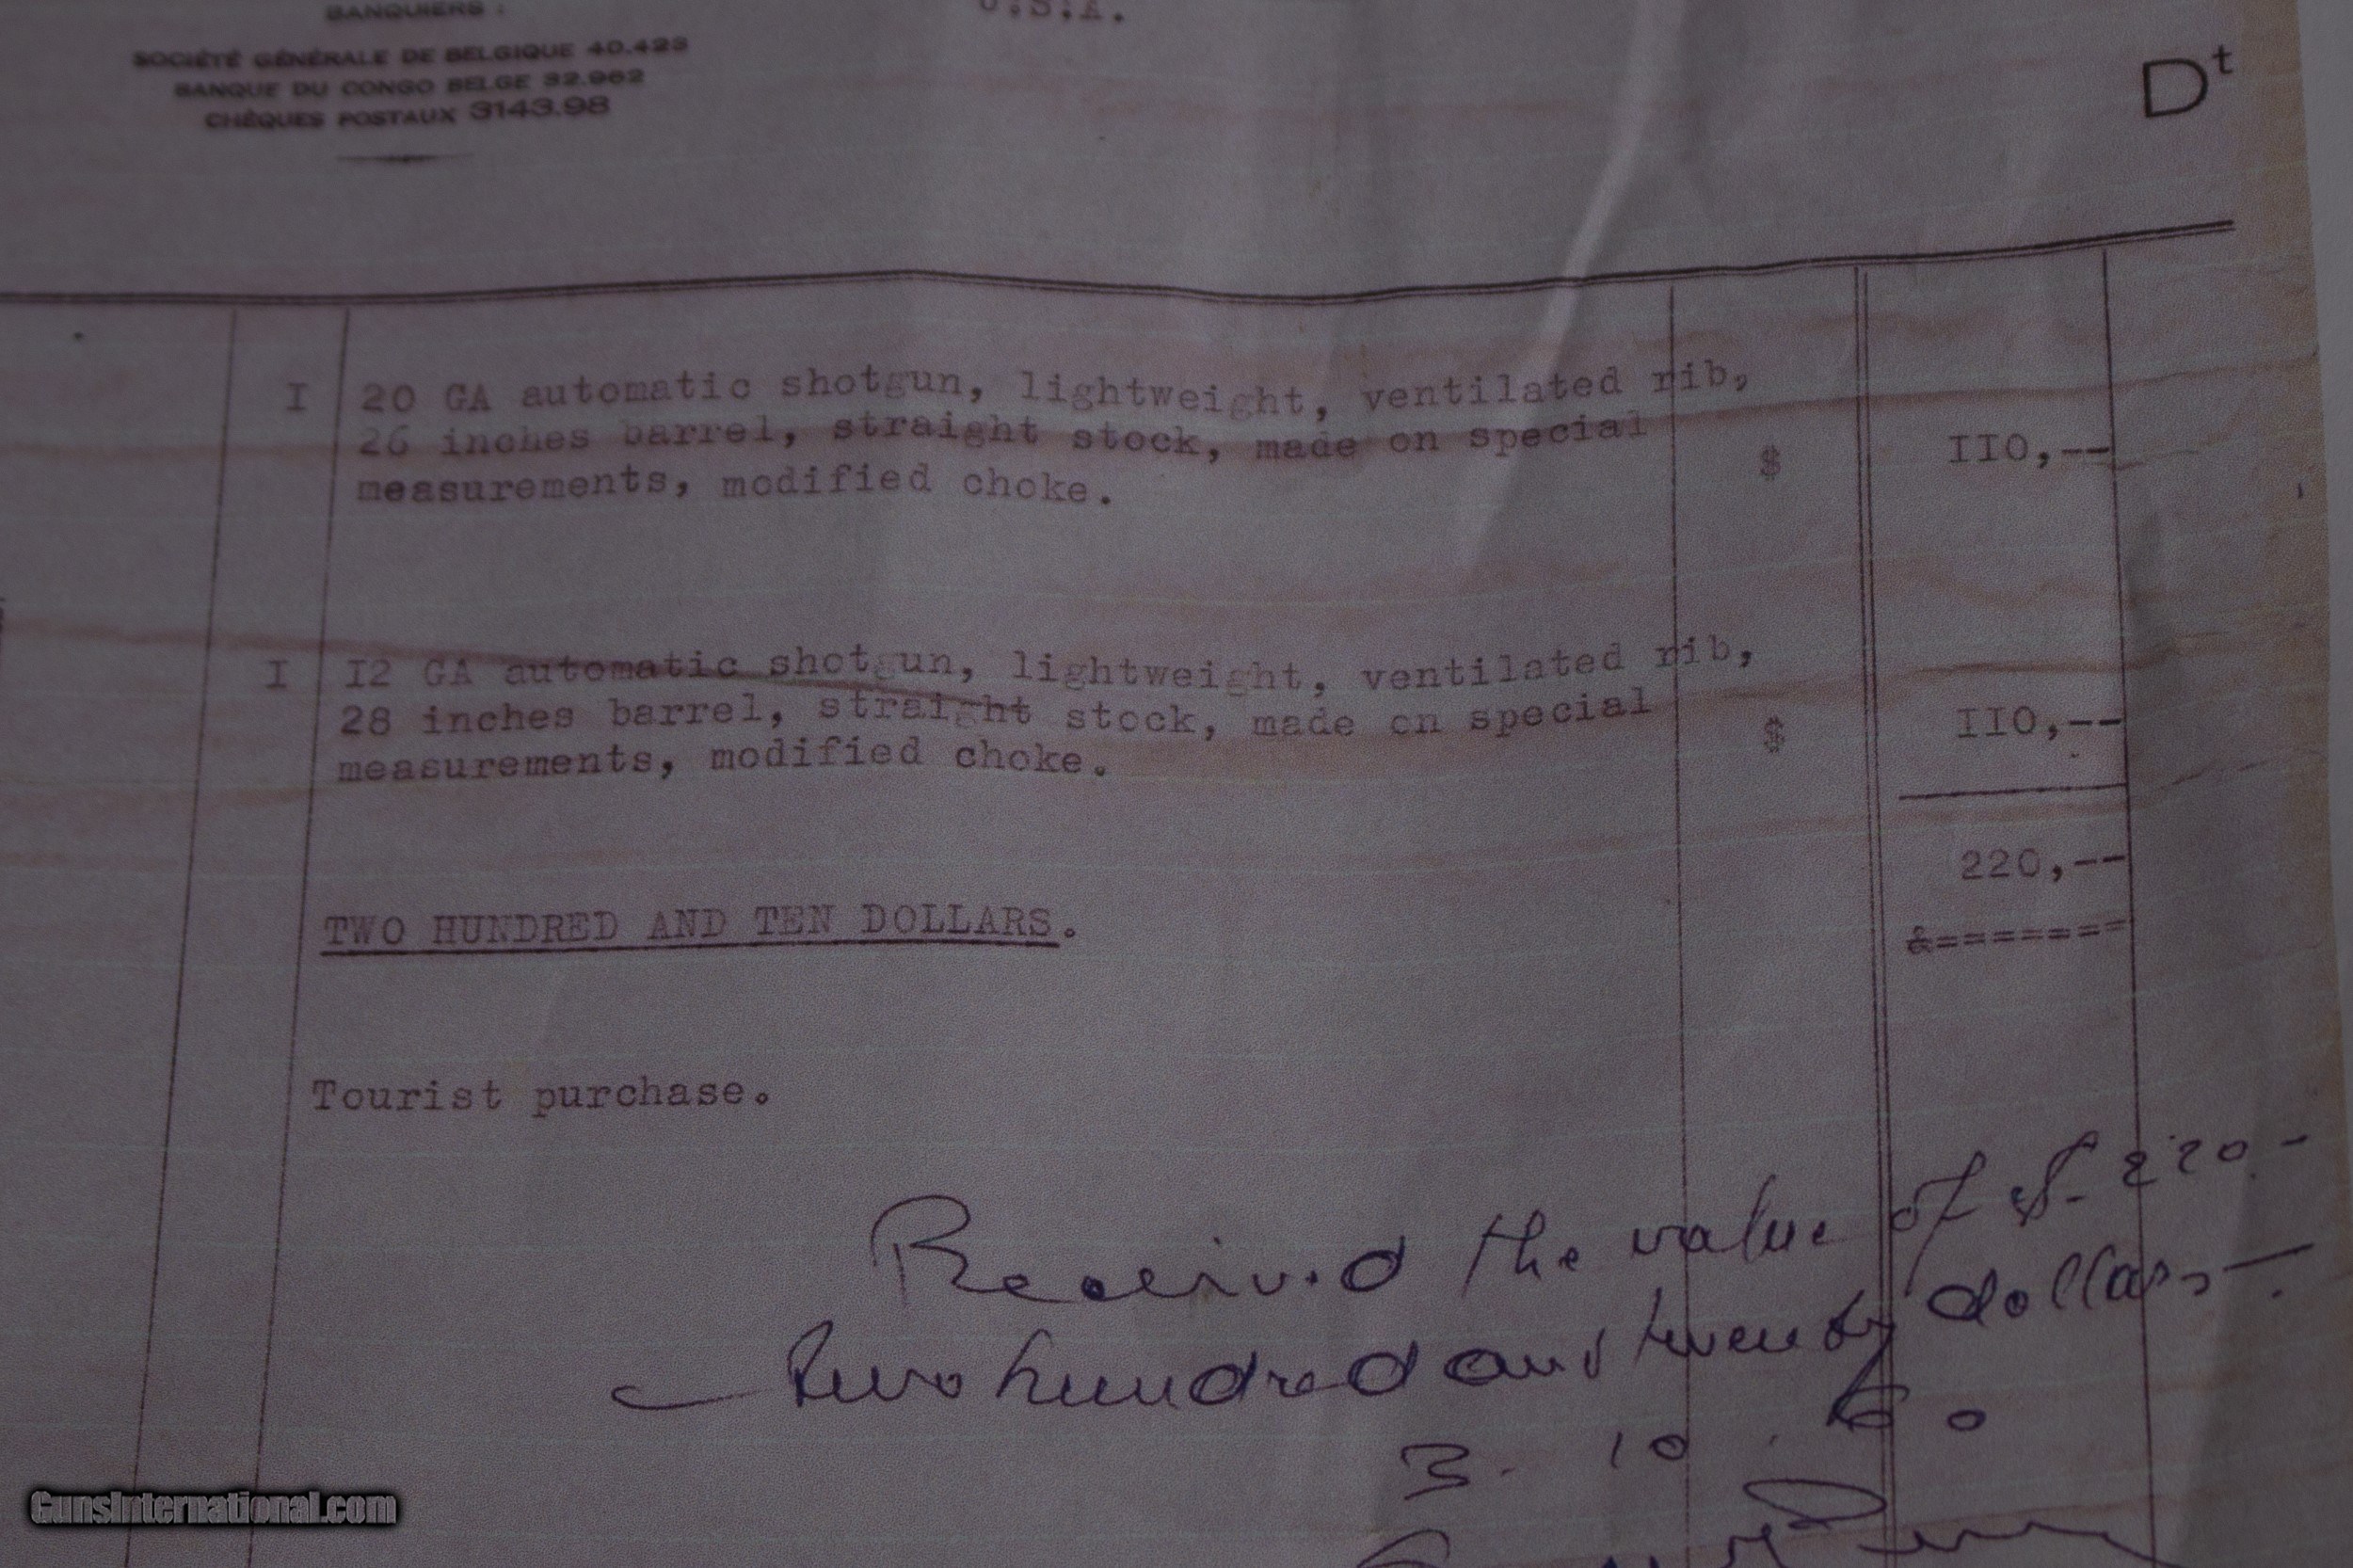 BANQUIERS :
U.S.A.
SOCIÉTÉ GÉNÉRALE DE BELGIQUE 40.423
BANQUE DU CONGO BELGE 32.962
CHÈQUES POSTAUX 3143.98
Dt
I 20 GA automatic shotgun, lightweight, ventilated rib,
26 inches barrel, straight stock, made on special
measurements, modified choke. $ IIO,--
I I2 GA automatic shotgun, lightweight, ventilated rib,
28 inches barrel, straight stock, made on special
measurements, modified choke. $ IIO,--
220,--
TWO HUNDRED AND TEN DOLLARS.
&========
Tourist purchase.
Received the value of $. 220.-
two hundred and twenty dollars -.
3. 10. 60
GunsInternational.com